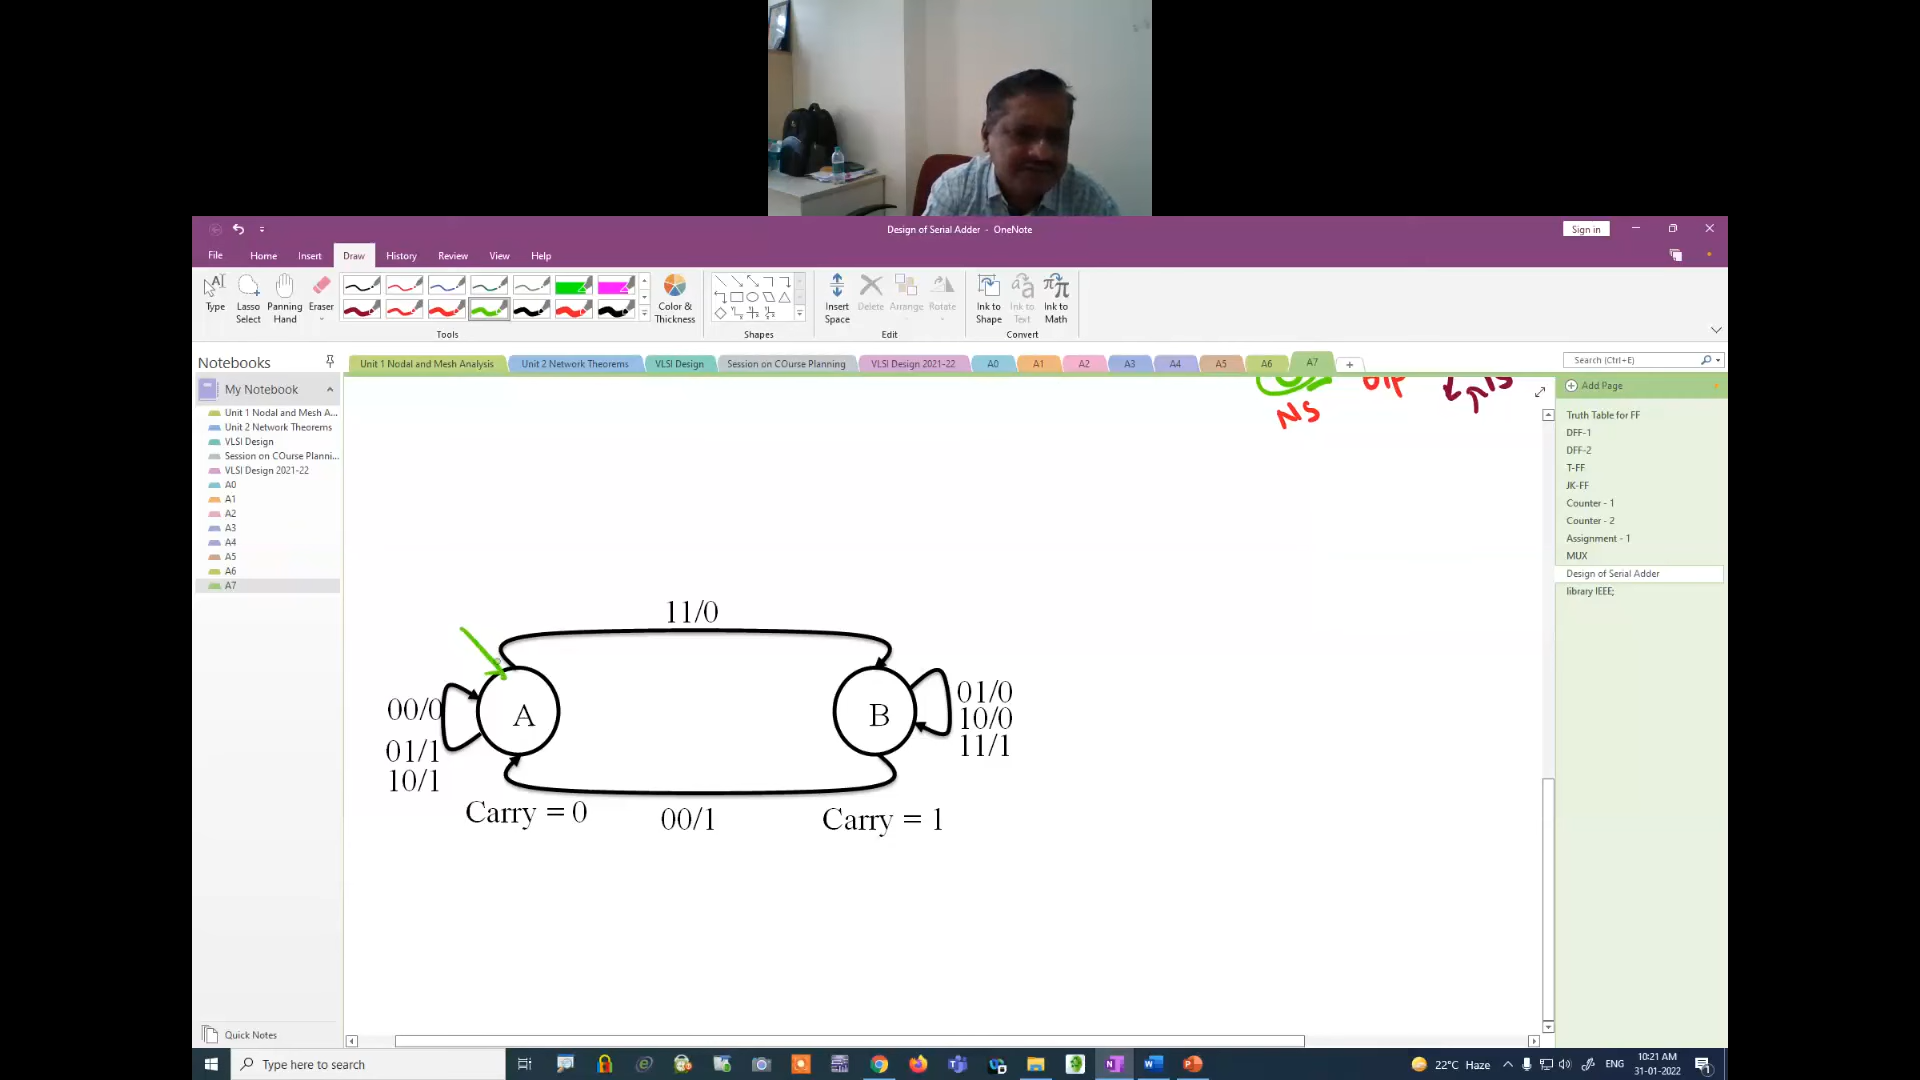 Design of Serial Adder - OneNote
Sign in
File Home Insert Draw History Review View Help
Type
Lasso Select
Panning Hand
Eraser
Color & Thickness
Insert Space
Delete
Arrange
Rotate
Ink to Shape
Ink to Text
Ink to Math
Tools
Shapes
Edit
Convert
Notebooks
Unit 1 Nodal and Mesh Analysis
Unit 2 Network Theorems
VLSI Design
Session on COurse Planning
VLSI Design 2021-22
A0
A1
A2
A3
A4
A5
A6
A7
Search (Ctrl+E)
My Notebook
Unit 1 Nodal and Mesh A...
Unit 2 Network Theorems
VLSI Design
Session on COurse Planni...
VLSI Design 2021-22
A0
A1
A2
A3
A4
A5
A6
A7
Quick Notes
NS
11/0
00/0
01/1
10/1
A
B
01/0
10/0
11/1
Carry = 0
00/1
Carry = 1
Add Page
Truth Table for FF
DFF-1
DFF-2
T-FF
JK-FF
Counter - 1
Counter - 2
Assignment - 1
MUX
Design of Serial Adder
library IEEE;
Type here to search
22°C Haze
ENG
10:21 AM
31-01-2022